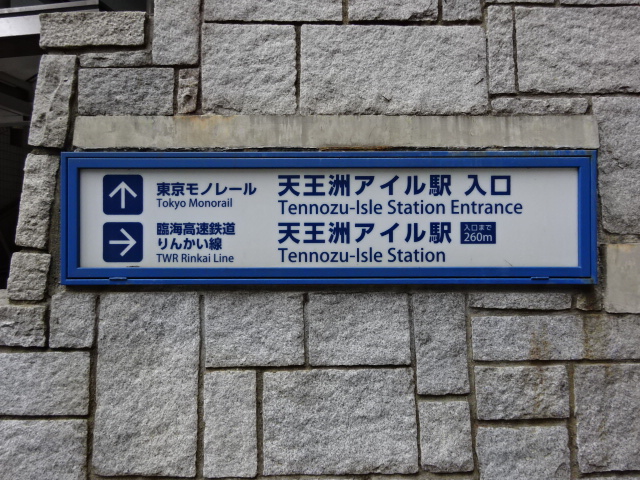 東京モノレール 天王洲アイル駅 入口
Tokyo Monorail Tennozu-Isle Station Entrance
臨海高速鉄道
りんかい線 天王洲アイル駅 入口まで
260m
TWR Rinkai Line Tennozu-Isle Station